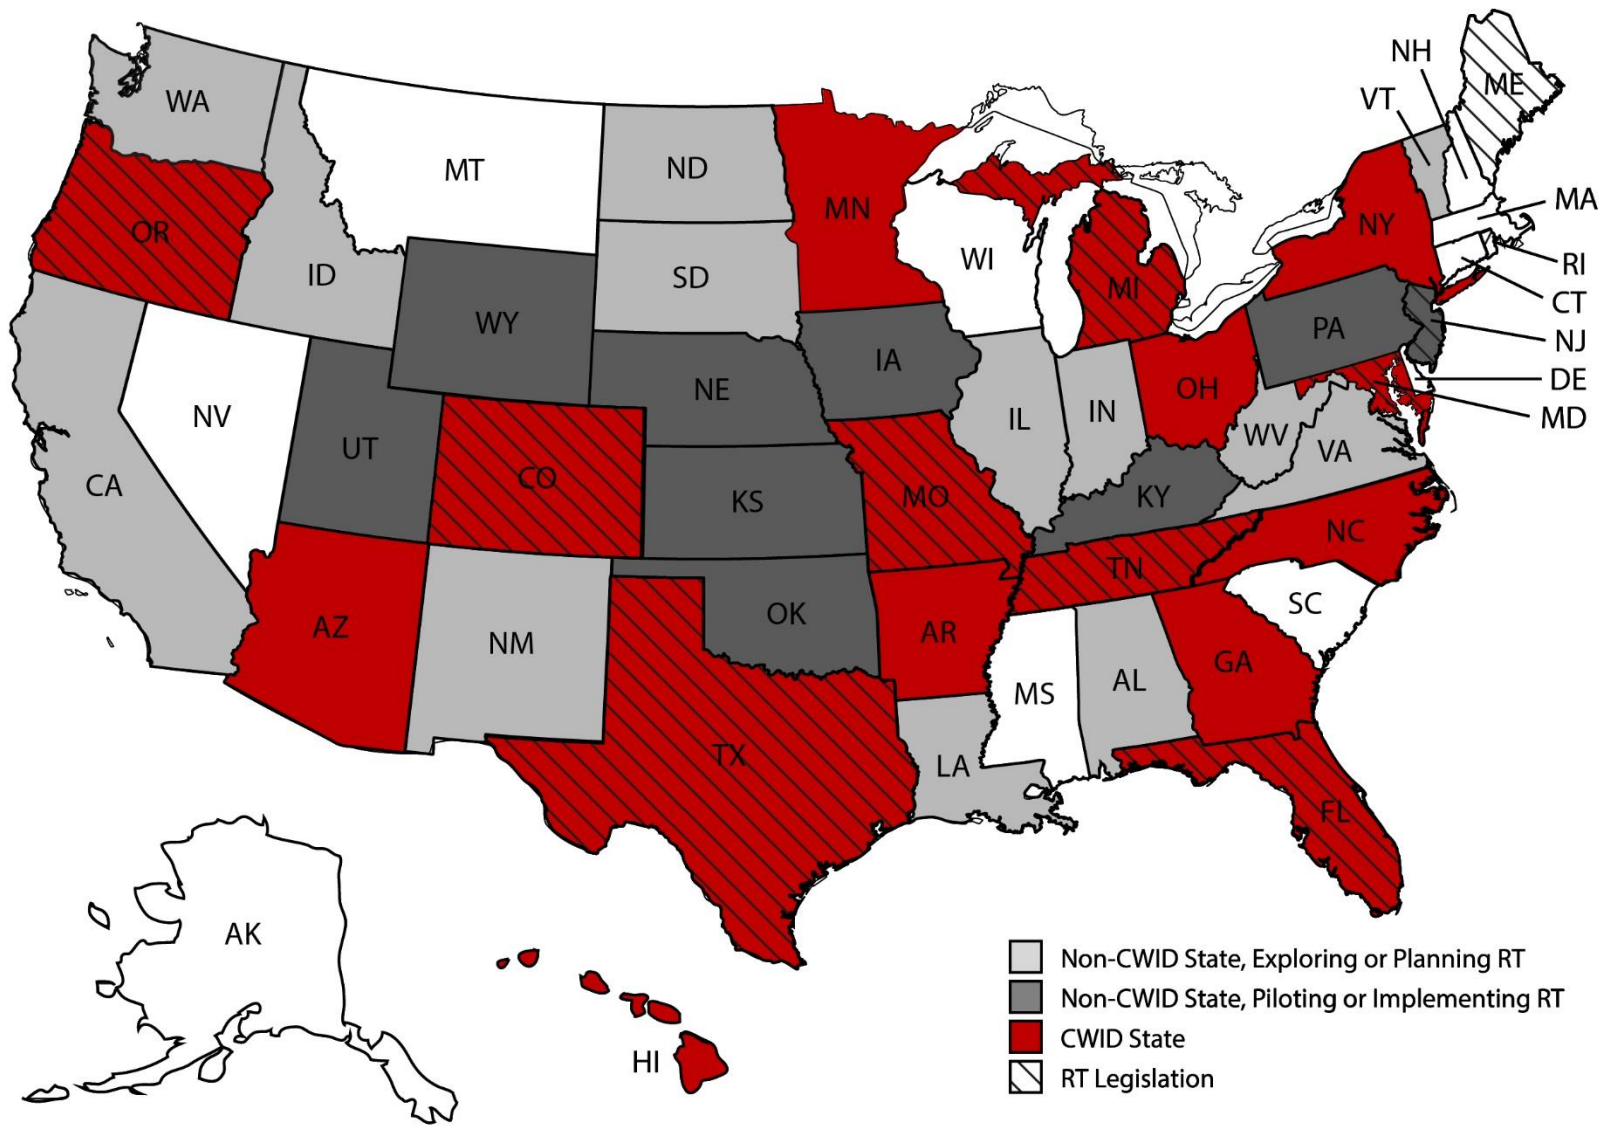 WA
MT
ND
MN
OR
ID
SD
WI
MI
NY
NH
VT
ME
MA
RI
CT
NJ
DE
MD
WY
NE
IA
PA
NV
UT
CO
KS
MO
IL
IN
OH
WV
VA
KY
CA
AZ
NM
OK
AR
TN
NC
SC
TX
LA
MS
AL
GA
FL
AK
HI
Non-CWID State, Exploring or Planning RT
Non-CWID State, Piloting or Implementing RT
CWID State
RT Legislation